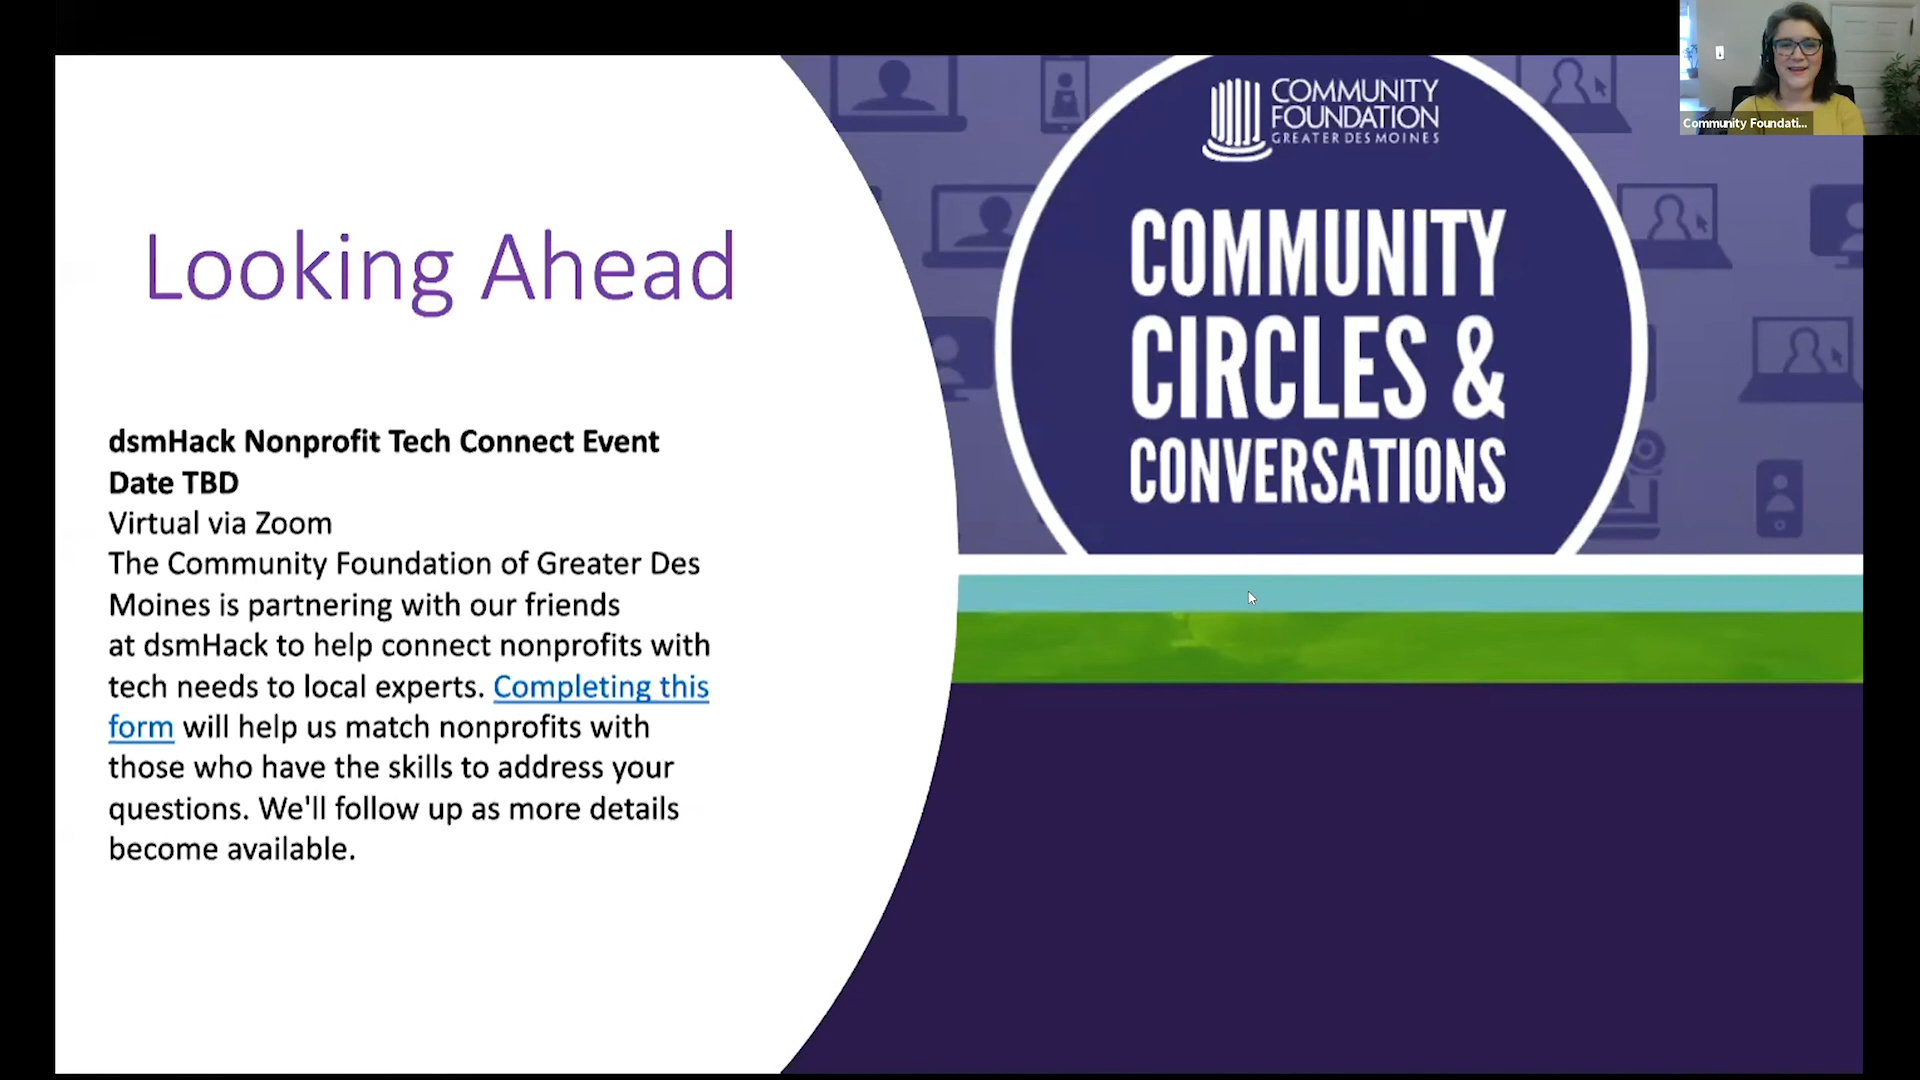 Looking Ahead
dsmHack Nonprofit Tech Connect Event
Date TBD
Virtual via Zoom
The Community Foundation of Greater Des
Moines is partnering with our friends
at dsmHack to help connect nonprofits with
tech needs to local experts. Completing this
form will help us match nonprofits with
those who have the skills to address your
questions. We'll follow up as more details
become available.
COMMUNITY
FOUNDATION
GREATER DES MOINES
COMMUNITY
CIRCLES &
CONVERSATIONS
Community Foundati...